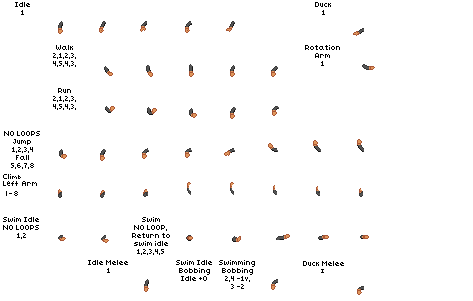 Idle
1
Duck
1
Walk
2,1,2,3,
4,5,4,3,
Rotation
Arm
1
Run
2,1,2,3,
4,5,4,3,
NO LOOPS
Jump
1,2,3,4
Fall
5,6,7,8
Climb
Left Arm
1-8
Swim Idle
NO LOOPS
1,2
Swim
NO LOOP,
Return to
swim idle
1,2,3,4,5
Idle Melee
1
Swim Idle
Bobbing
Idle +0
Swimming
Bobbing
2,4 -1v,
3 -2
Duck Melee
1